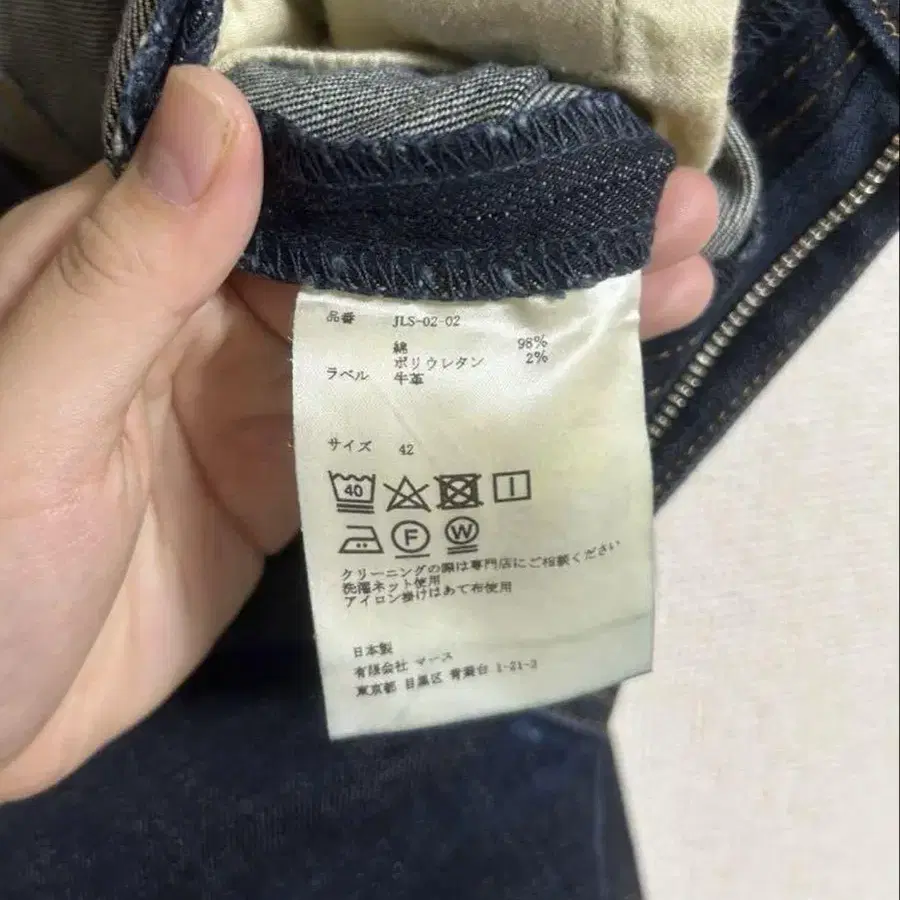 品番 JLS-02-02
綿 98%
ポリウレタン 2%
ラベル 牛革
サイズ 42
40
F W
クリーニングの際は専門店にご相談ください
洗濯ネット使用
アイロン掛けはあて布使用
日本製
有限会社 マース
東京都 目黒区 青葉台 1-21-3